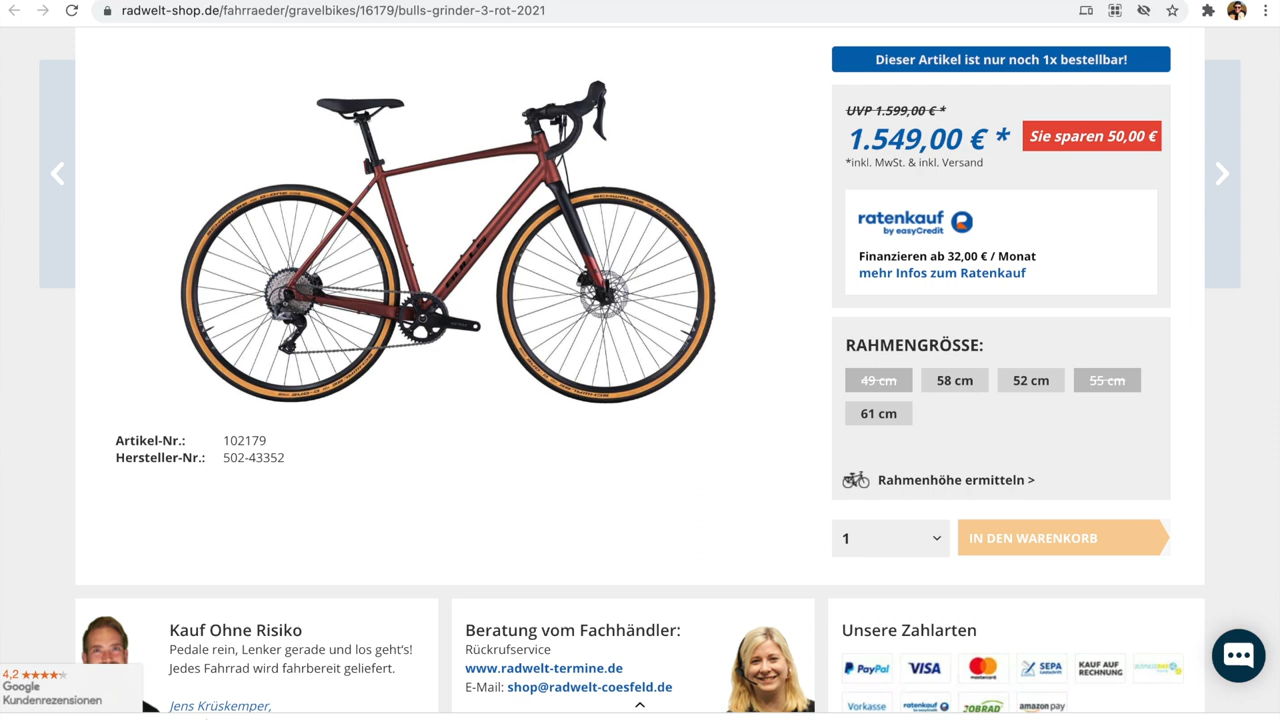 radwelt-shop.de/fahrraeder/gravelbikes/16179/bulls-grinder-3-rot-2021
Dieser Artikel ist nur noch 1x bestellbar!
UVP 1.599,00 € *
1.549,00 € *
Sie sparen 50,00 €
*inkl. MwSt. & inkl. Versand
ratenkauf
by easyCredit
Finanzieren ab 32,00 € / Monat
mehr Infos zum Ratenkauf
BULLS
RAHMENGRÖSSE:
49 cm
58 cm
52 cm
55 cm
61 cm
Artikel-Nr.: 102179
Hersteller-Nr.: 502-43352
Rahmenhöhe ermitteln >
1
IN DEN WARENKORB
Kauf Ohne Risiko
Pedale rein, Lenker gerade und los geht's!
Jedes Fahrrad wird fahrbereit geliefert.
Jens Krüskemper,
4,2
Google
Kundenrezensionen
Beratung vom Fachhändler:
Rückrufservice
www.radwelt-termine.de
E-Mail: shop@radwelt-coesfeld.de
Unsere Zahlarten
PayPal
VISA
mastercard
SEPA
KAUF AUF
RECHNUNG
Vorkasse
ratenkauf
JOBRAD
amazon pay